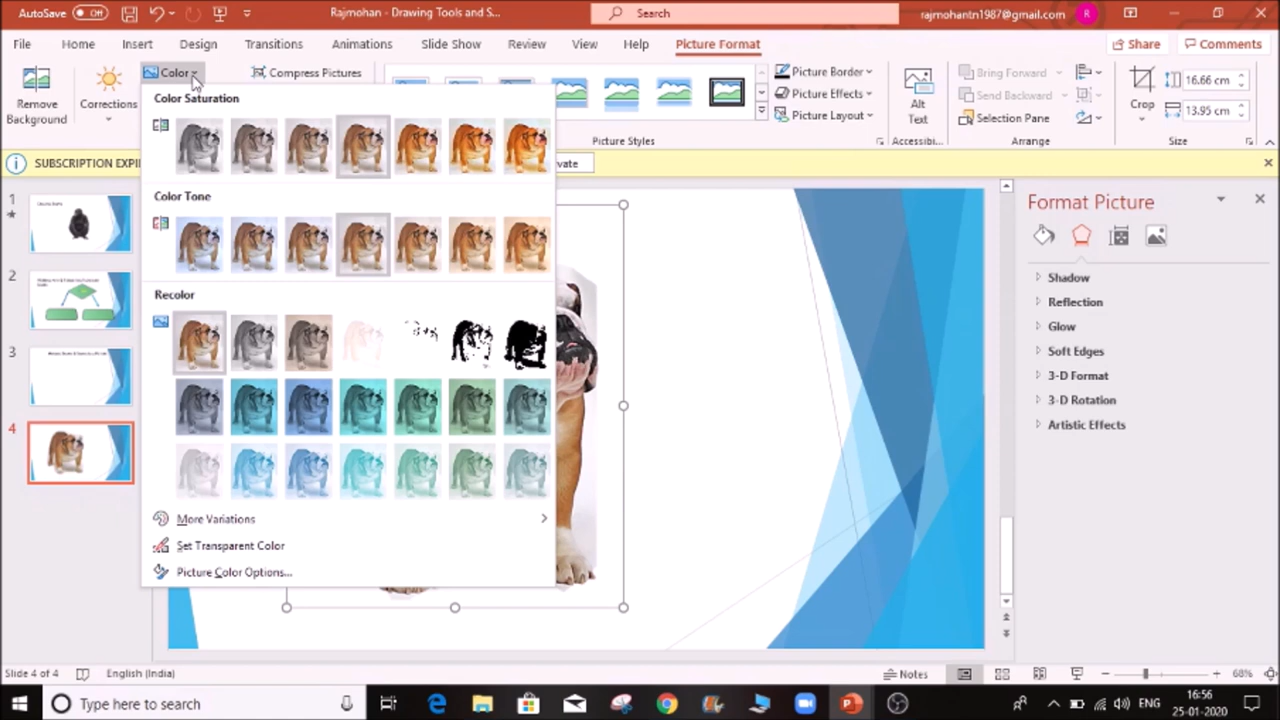 AutoSave Off
Rajmohan - Drawing Tools and S...
Search
rajmohantn1987@gmail.com
R
File Home Insert Design Transitions Animations Slide Show Review View Help Picture Format
Share Comments
Remove Background
Corrections
Color
Compress Pictures
Picture Border
Picture Effects
Picture Layout
Picture Styles
Alt Text
Accessibi...
Bring Forward
Send Backward
Selection Pane
Arrange
Crop
16.66 cm
13.95 cm
Size
SUBSCRIPTION EXPI
vate
Color Saturation
Color Tone
Recolor
More Variations
Set Transparent Color
Picture Color Options...
1
2
3
4
Format Picture
Shadow
Reflection
Glow
Soft Edges
3-D Format
3-D Rotation
Artistic Effects
Slide 4 of 4
English (India)
Notes
68%
Type here to search
ENG
16:56
25-01-2020